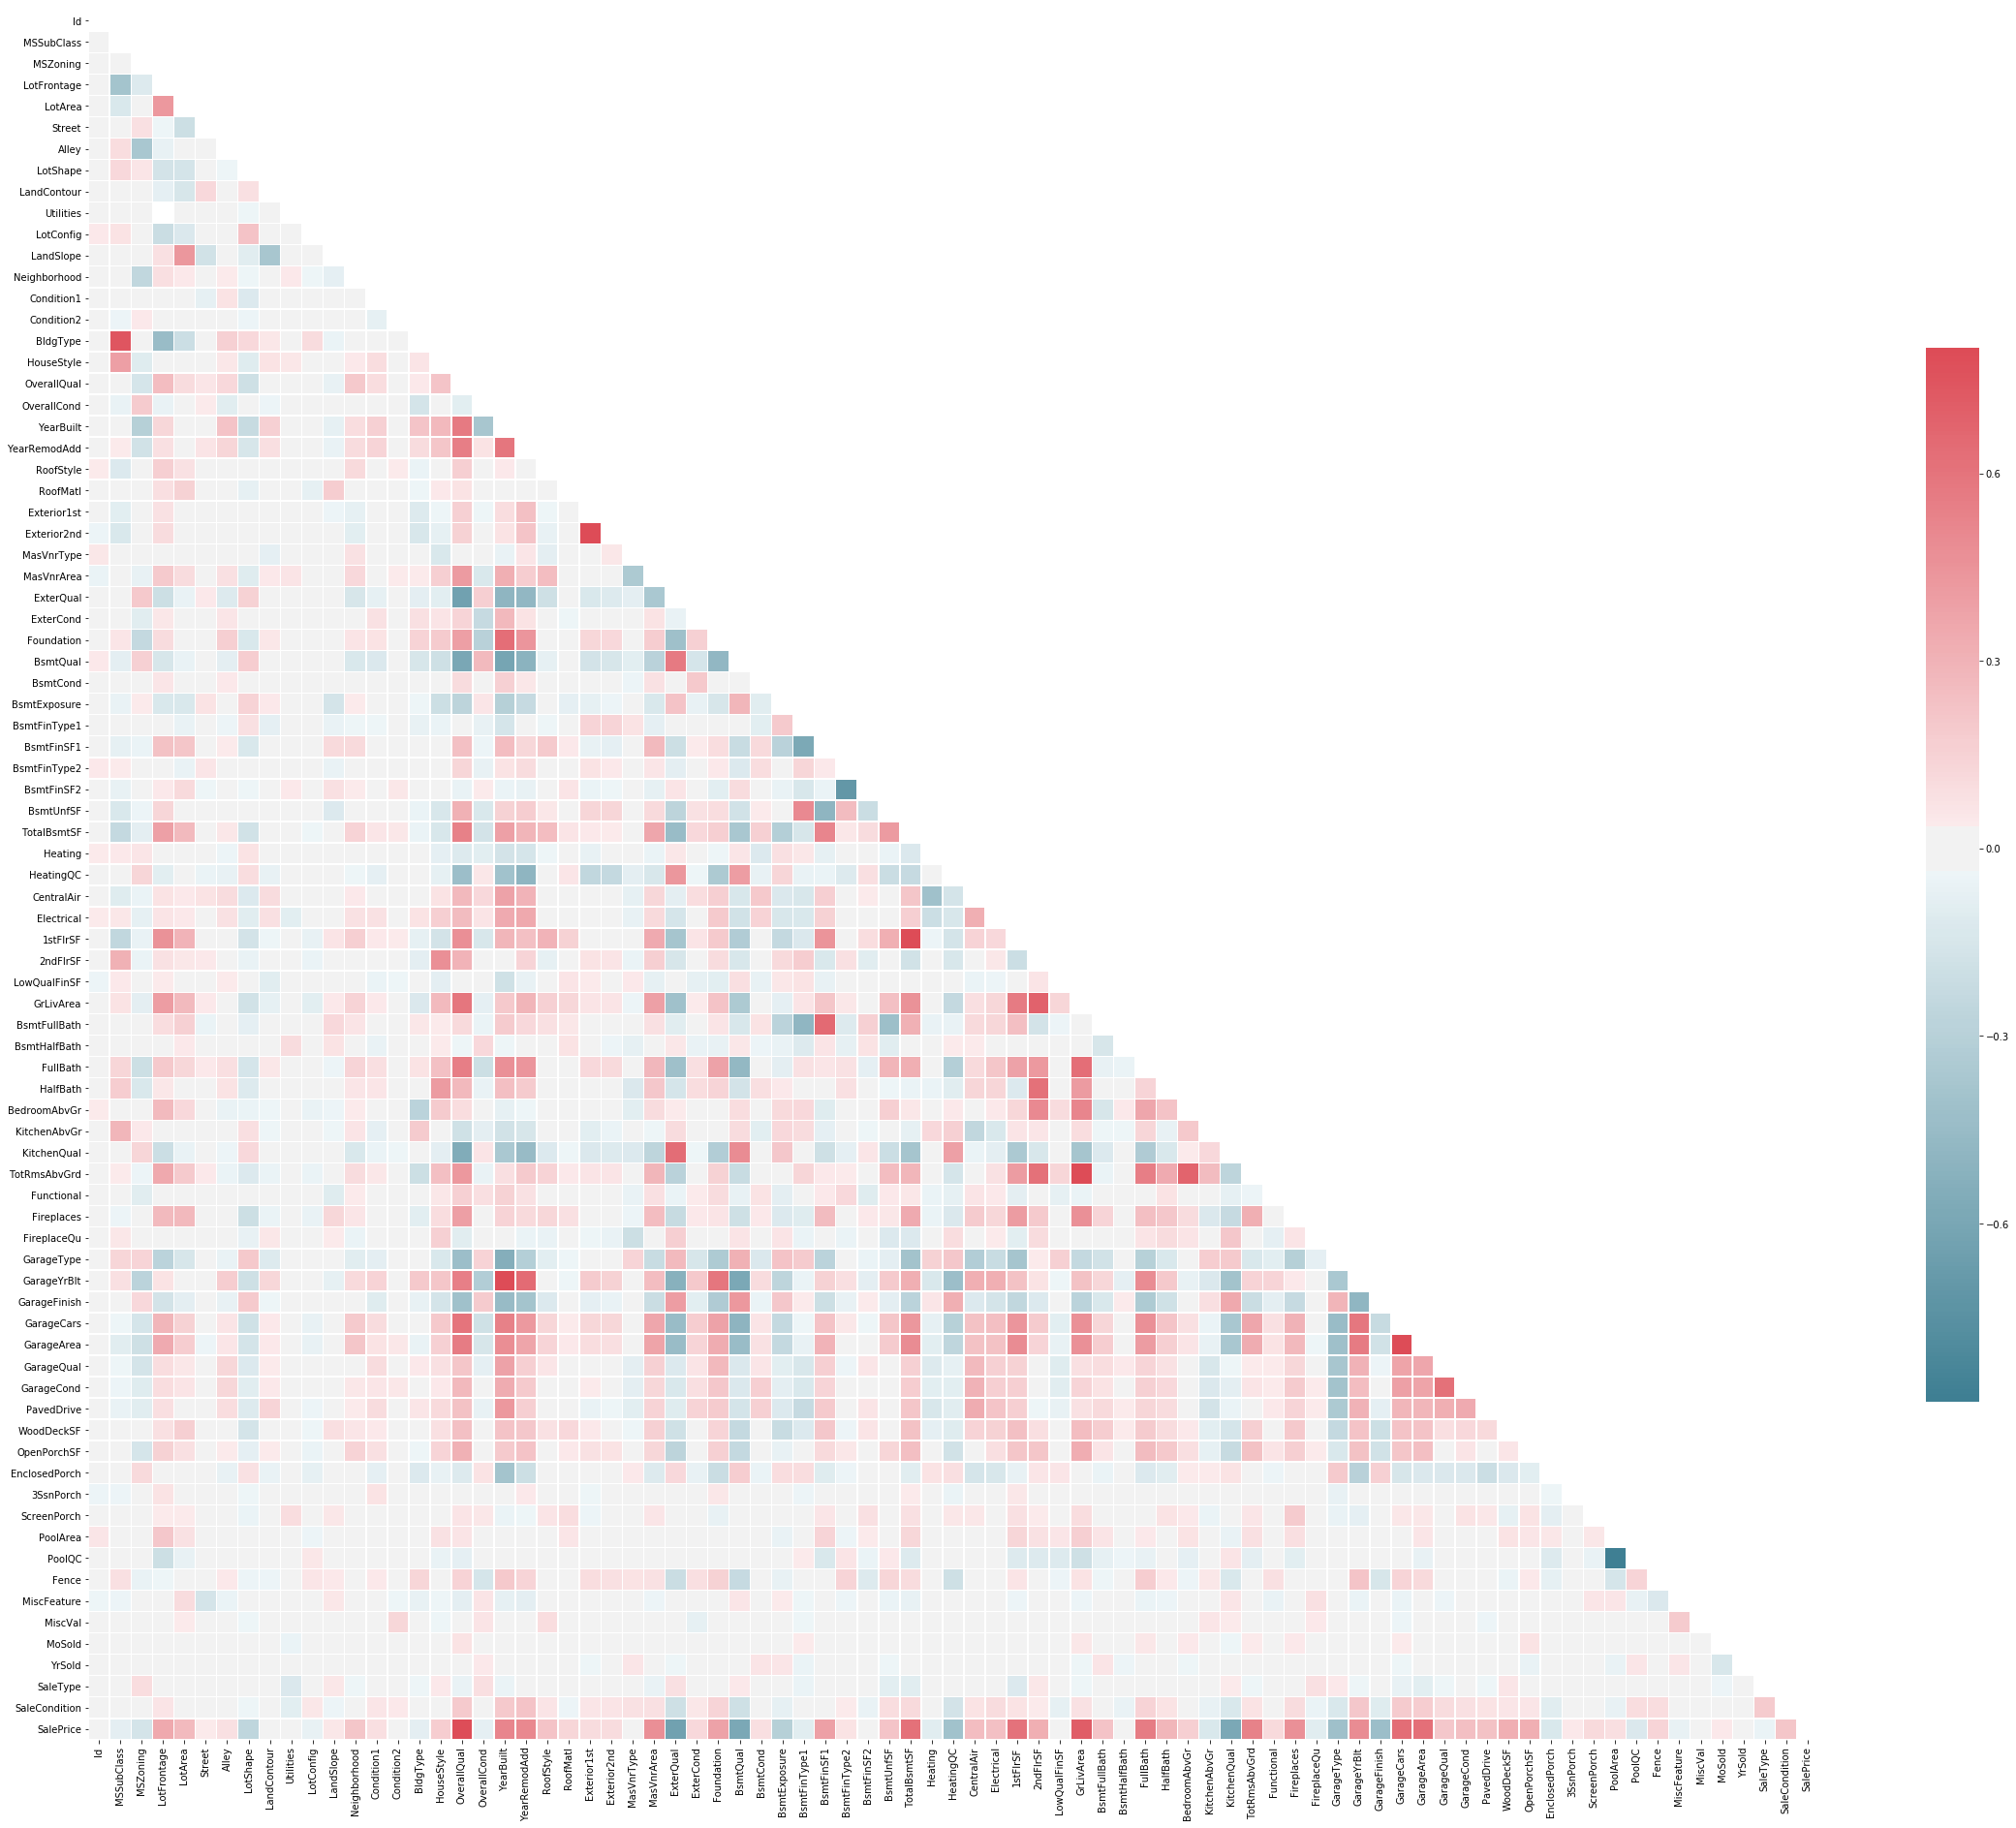 Id
MSSubClass
MSZoning
LotFrontage
LotArea
Street
Alley
LotShape
LandContour
Utilities
LotConfig
LandSlope
Neighborhood
Condition1
Condition2
BldgType
HouseStyle
OverallQual
OverallCond
YearBuilt
YearRemodAdd
RoofStyle
RoofMatl
Exterior1st
Exterior2nd
MasVnrType
MasVnrArea
ExterQual
ExterCond
Foundation
BsmtQual
BsmtCond
BsmtExposure
BsmtFinType1
BsmtFinSF1
BsmtFinType2
BsmtFinSF2
BsmtUnfSF
TotalBsmtSF
Heating
HeatingQC
CentralAir
Electrical
1stFlrSF
2ndFlrSF
LowQualFinSF
GrLivArea
BsmtFullBath
BsmtHalfBath
FullBath
HalfBath
BedroomAbvGr
KitchenAbvGr
KitchenQual
TotRmsAbvGrd
Functional
Fireplaces
FireplaceQu
GarageType
GarageYrBlt
GarageFinish
GarageCars
GarageArea
GarageQual
GarageCond
PavedDrive
WoodDeckSF
OpenPorchSF
EnclosedPorch
3SsnPorch
ScreenPorch
PoolArea
PoolQC
Fence
MiscFeature
MiscVal
MoSold
YrSold
SaleType
SaleCondition
SalePrice
Id
MSSubClass
MSZoning
LotFrontage
LotArea
Street
Alley
LotShape
LandContour
Utilities
LotConfig
LandSlope
Neighborhood
Condition1
Condition2
BldgType
HouseStyle
OverallQual
OverallCond
YearBuilt
YearRemodAdd
RoofStyle
RoofMatl
Exterior1st
Exterior2nd
MasVnrType
MasVnrArea
ExterQual
ExterCond
Foundation
BsmtQual
BsmtCond
BsmtExposure
BsmtFinType1
BsmtFinSF1
BsmtFinType2
BsmtFinSF2
BsmtUnfSF
TotalBsmtSF
Heating
HeatingQC
CentralAir
Electrical
1stFlrSF
2ndFlrSF
LowQualFinSF
GrLivArea
BsmtFullBath
BsmtHalfBath
FullBath
HalfBath
BedroomAbvGr
KitchenAbvGr
KitchenQual
TotRmsAbvGrd
Functional
Fireplaces
FireplaceQu
GarageType
GarageYrBlt
GarageFinish
GarageCars
GarageArea
GarageQual
GarageCond
PavedDrive
WoodDeckSF
OpenPorchSF
EnclosedPorch
3SsnPorch
ScreenPorch
PoolArea
PoolQC
Fence
MiscFeature
MiscVal
MoSold
YrSold
SaleType
SaleCondition
SalePrice
0.6
0.3
0.0
−0.3
−0.6